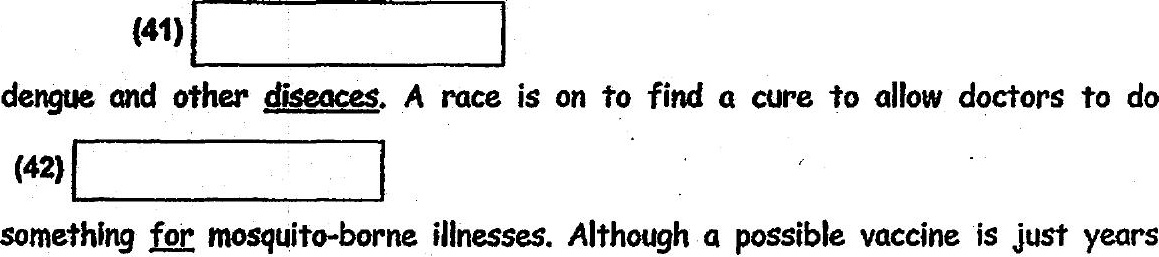 (41)
dengue and other diseaces. A race is on to find a cure to allow doctors to do
(42)
something for mosquito-borne illnesses. Although a possible vaccine is just years